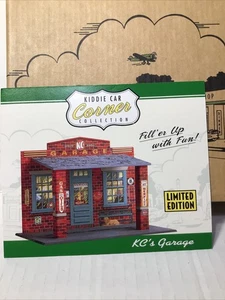 KIDDIE CAR
Corner
COLLECTION
Fill 'er Up
with Fun!
KC
GARAGE
LIMITED
EDITION
KC's Garage